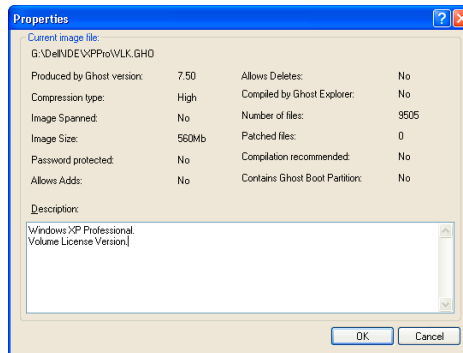 Properties
Current image file:
G:\Dell\IDE\XPPro\VLK.GHO
Produced by Ghost version: 7.50 Allows Deletes: No
Compression type: High Compiled by Ghost Explorer: No
Image Spanned: No Number of files: 9505
Image Size: 560Mb Patched files: 0
Password protected: No Compilation recommended: No
Allows Adds: No Contains Ghost Boot Partition: No
Description:
Windows XP Professional.
Volume License Version.
OK Cancel